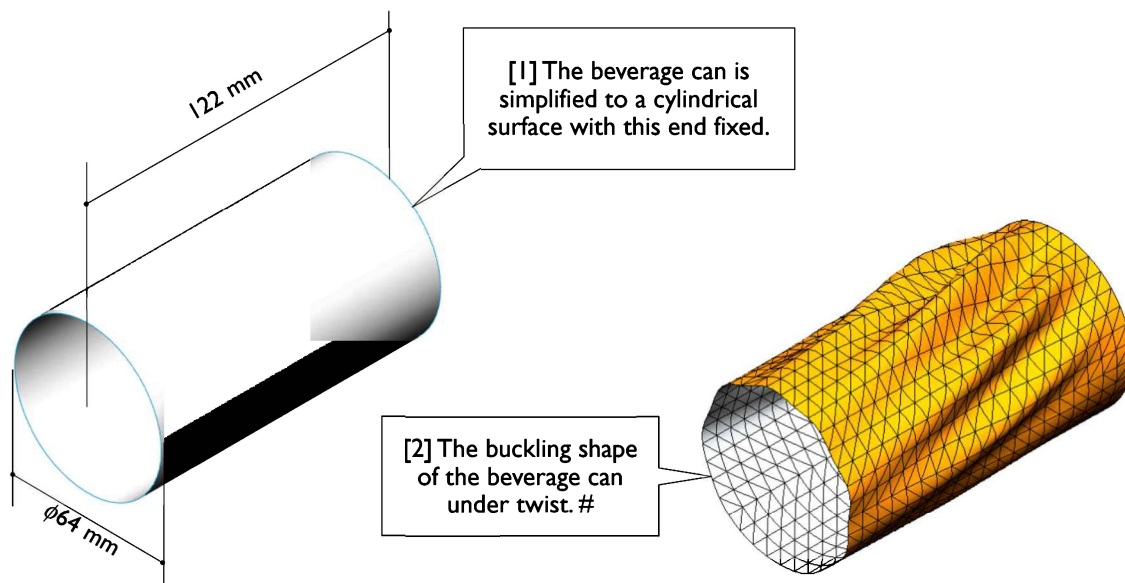 122 mm
[1] The beverage can is
simplified to a cylindrical
surface with this end fixed.
[2] The buckling shape
of the beverage can
under twist. #
ϕ64 mm